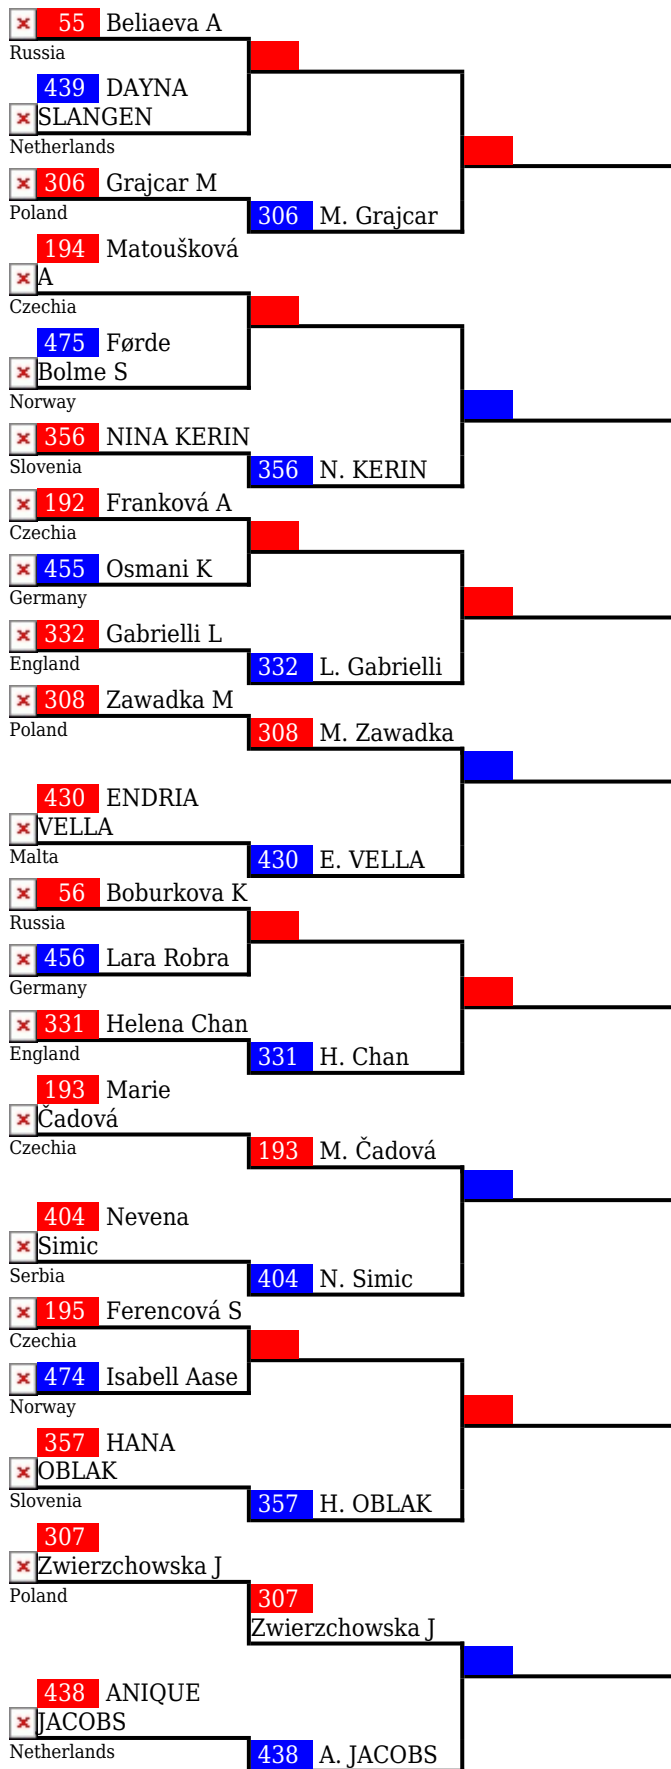 55 Beliaeva A
Russia
439 DAYNA
SLANGEN
Netherlands
306 Grajcar M
Poland
306 M. Grajcar
194 Matoušková
A
Czechia
475 Førde
Bolme S
Norway
356 NINA KERIN
Slovenia
356 N. KERIN
192 Franková A
Czechia
455 Osmani K
Germany
332 Gabrielli L
England
332 L. Gabrielli
308 Zawadka M
Poland
308 M. Zawadka
430 ENDRIA
VELLA
Malta
430 E. VELLA
56 Boburkova K
Russia
456 Lara Robra
Germany
331 Helena Chan
England
331 H. Chan
193 Marie
Čadová
Czechia
193 M. Čadová
404 Nevena
Simic
Serbia
404 N. Simic
195 Ferencová S
Czechia
474 Isabell Aase
Norway
357 HANA
OBLAK
Slovenia
357 H. OBLAK
307
Zwierzchowska J
Poland
307
Zwierzchowska J
438 ANIQUE
JACOBS
Netherlands
438 A. JACOBS